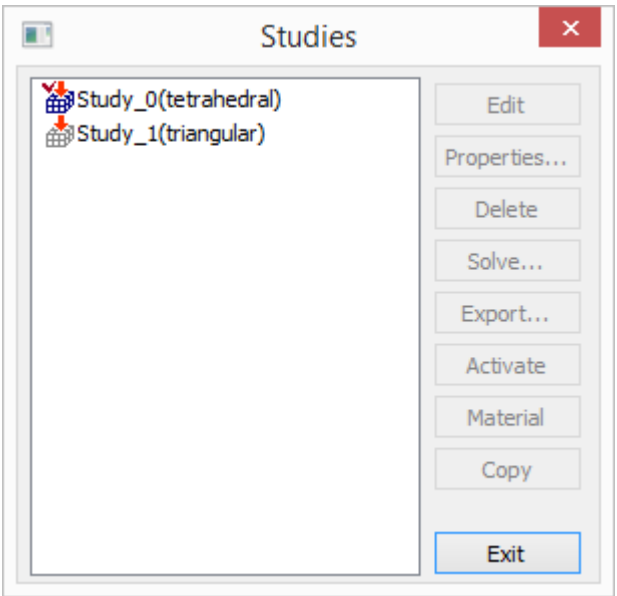 Studies
Study_0(tetrahedral)
Study_1(triangular)
Edit
Properties...
Delete
Solve...
Export...
Activate
Material
Copy
Exit